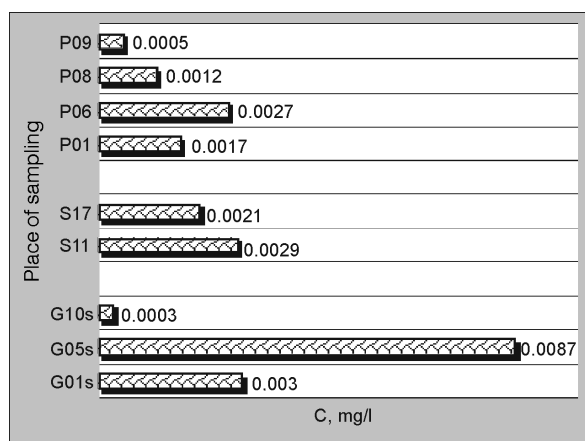 Place of sampling
P09 0.0005
P08 0.0012
P06 0.0027
P01 0.0017
S17 0.0021
S11 0.0029
G10s 0.0003
G05s 0.0087
G01s 0.003
C, mg/l